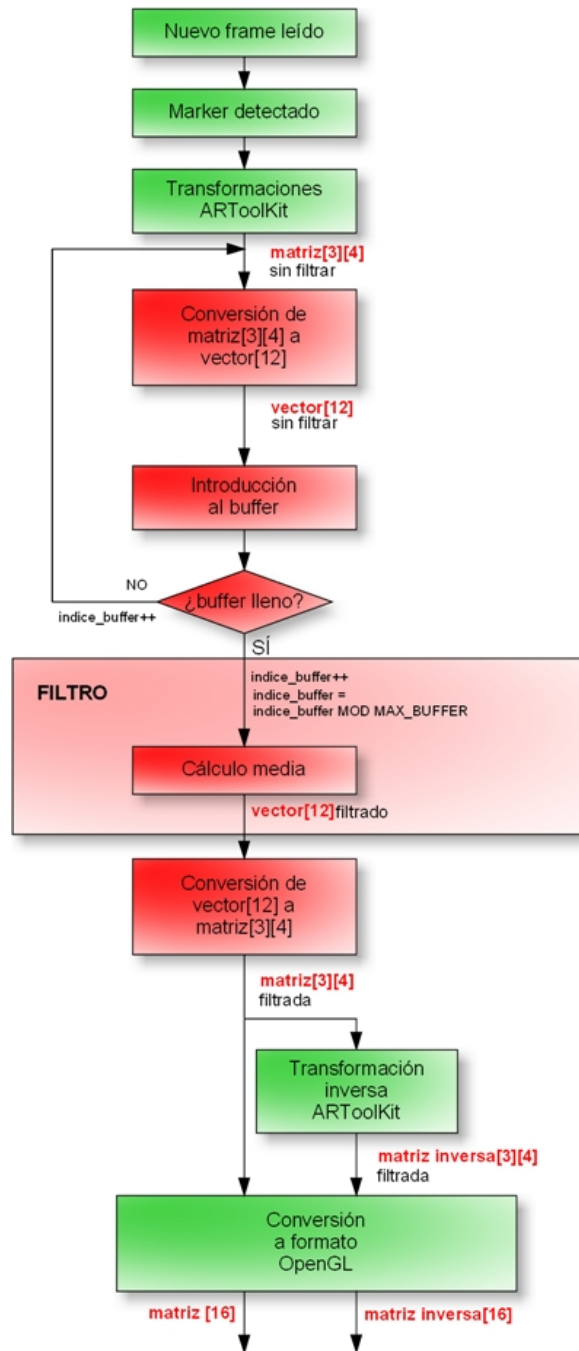 Nuevo frame leído
Marker detectado
Transformaciones
ARToolKit
matriz[3][4]
sin filtrar
Conversión de
matriz[3][4] a
vector[12]
vector[12]
sin filtrar
Introducción
al buffer
NO
¿buffer lleno?
indice_buffer++
SÍ
FILTRO
indice_buffer++
indice_buffer =
indice_buffer MOD MAX_BUFFER
Cálculo media
vector[12]filtrado
Conversión de
vector[12] a
matriz[3][4]
matriz[3][4]
filtrada
Transformación
inversa
ARToolKit
matriz inversa[3][4]
filtrada
Conversión
a formato
OpenGL
matriz [16]
matriz inversa[16]